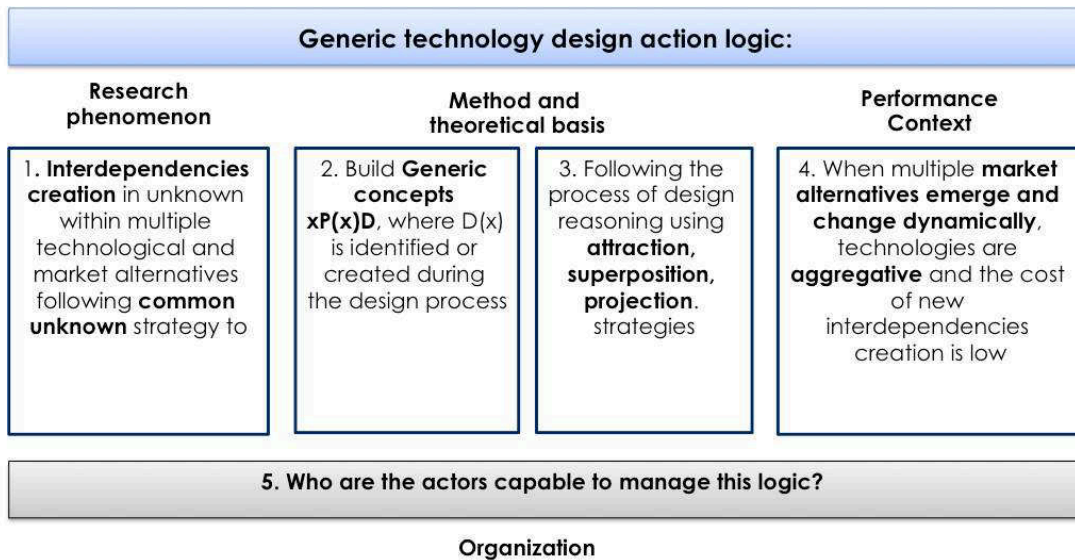 Generic technology design action logic:
Research
phenomenon
Method and
theoretical basis
Performance
Context
1. Interdependencies
creation in unknown
within multiple
technological and
market alternatives
following common
unknown strategy to
2. Build Generic
concepts
xP(x)D, where D(x)
is identified or
created during
the design process
3. Following the
process of design
reasoning using
attraction,
superposition,
projection.
strategies
4. When multiple market
alternatives emerge and
change dynamically,
technologies are
aggregative and the cost
of new
interdependencies
creation is low
5. Who are the actors capable to manage this logic?
Organization